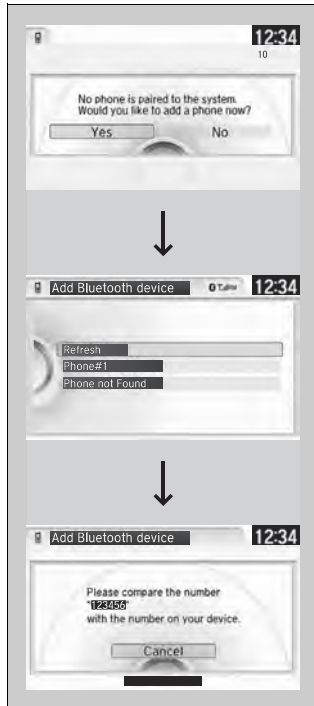 12:34
10
No phone is paired to the system.
Would you like to add a phone now?
Yes No
Add Bluetooth device 12:34
Refresh
Phone#1
Phone not Found
Add Bluetooth device 12:34
Please compare the number
"123456"
with the number on your device.
Cancel